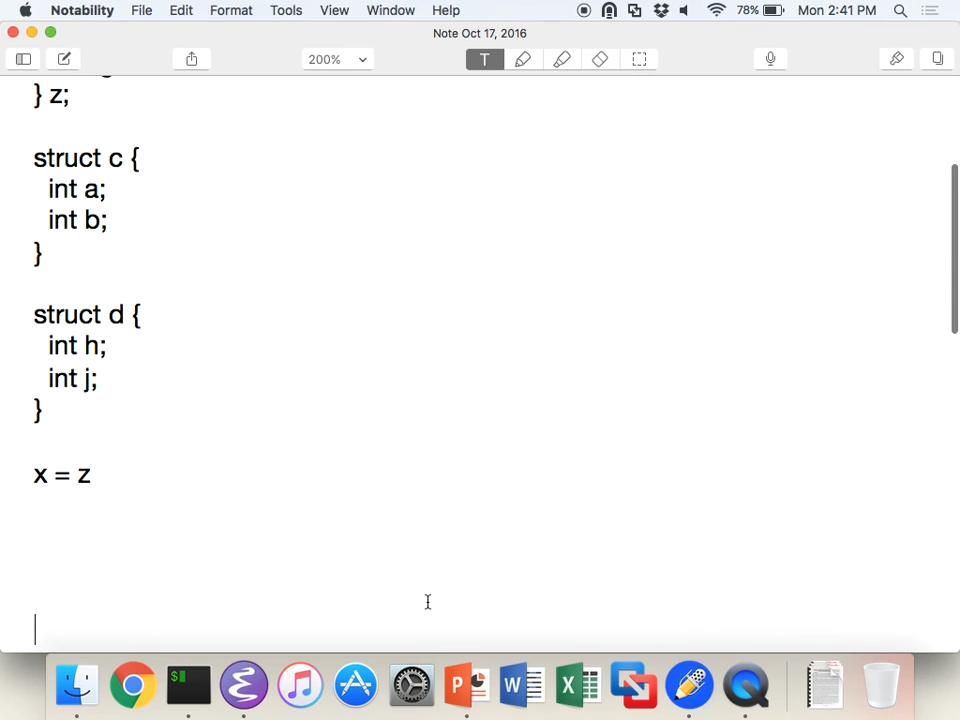 Notability File Edit Format Tools View Window Help 78% Mon 2:41 PM
Note Oct 17, 2016
200% T
} z;
struct c {
int a;
int b;
}
struct d {
int h;
int j;
}
x = z
$
P W X